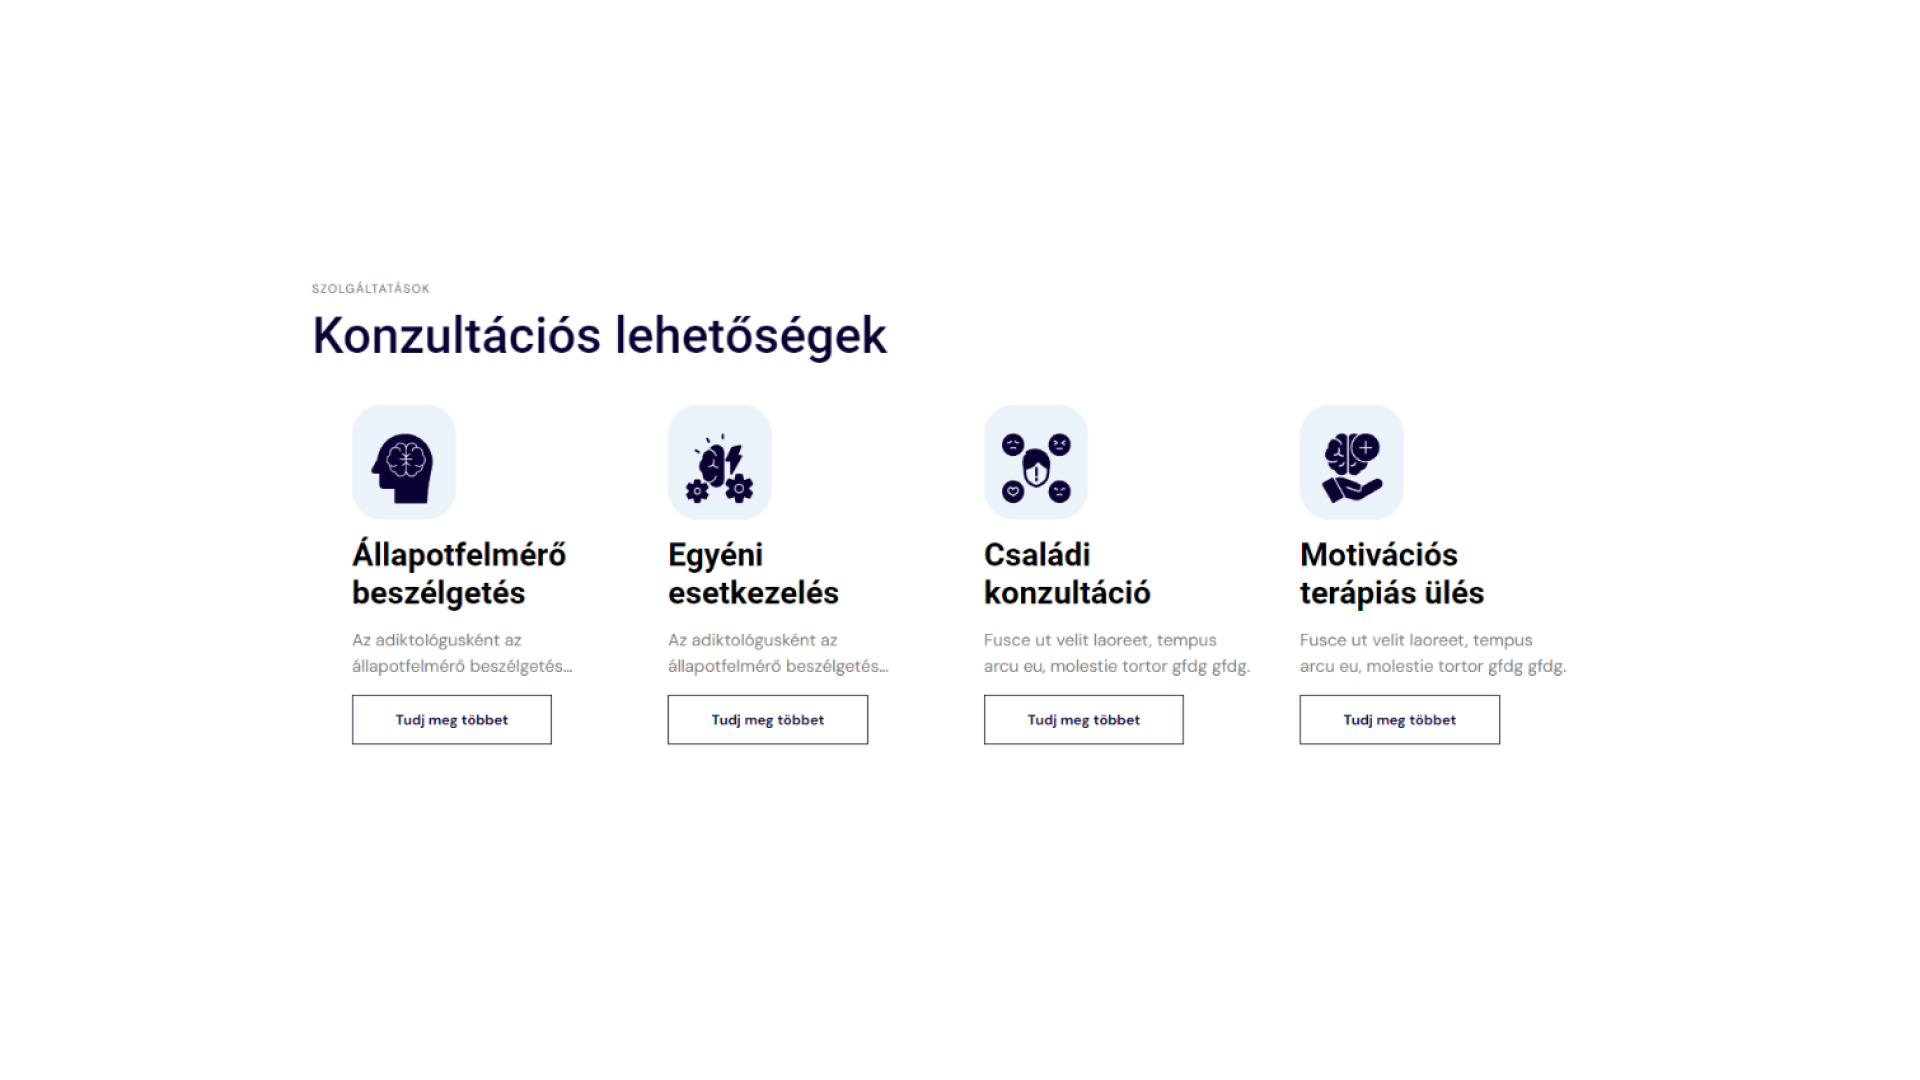 SZOLGÁLTATÁSOK
Konzultációs lehetőségek
Állapotfelmérő
beszélgetés
Az adiktológusként az
állapotfelmérő beszélgetés...
Tudj meg többet
Egyéni
esetkezelés
Az adiktológusként az
állapotfelmérő beszélgetés...
Tudj meg többet
Családi
konzultáció
Fusce ut velit laoreet, tempus
arcu eu, molestie tortor gfdg gfdg.
Tudj meg többet
Motivációs
terápiás ülés
Fusce ut velit laoreet, tempus
arcu eu, molestie tortor gfdg gfdg.
Tudj meg többet